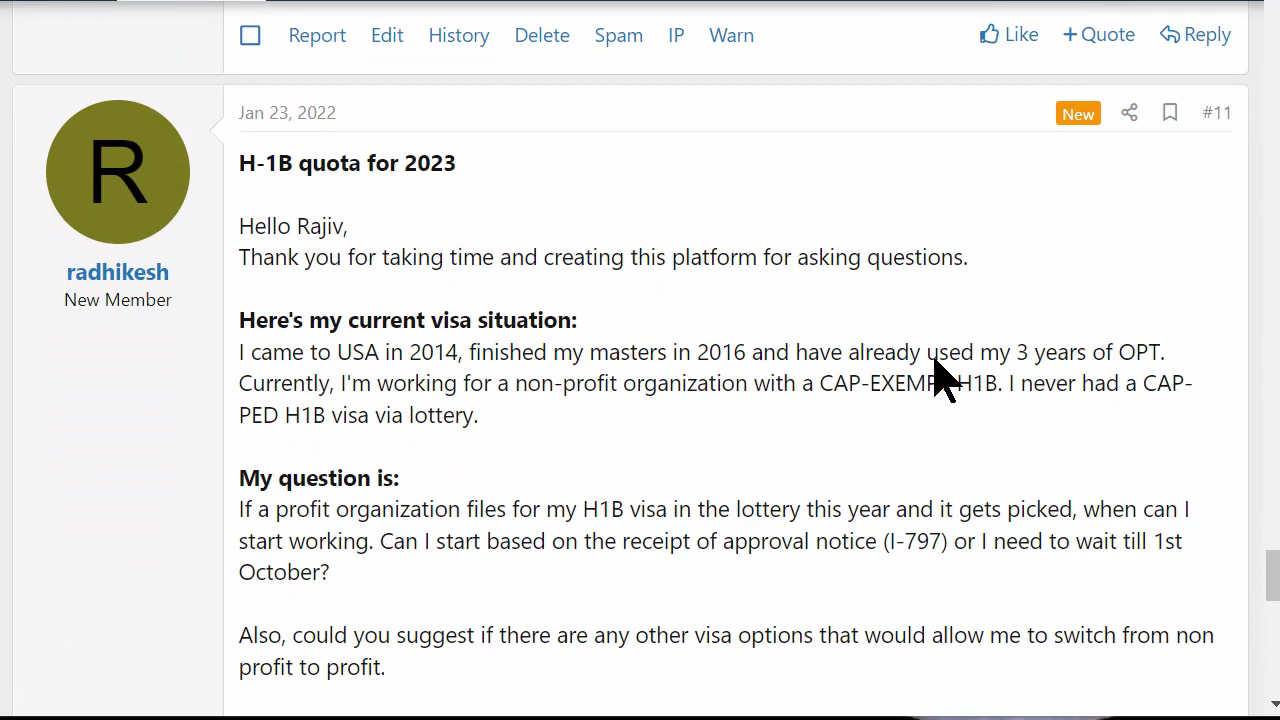 Report Edit History Delete Spam IP Warn Like +Quote Reply
R
radhikesh
New Member
Jan 23, 2022 New #11
H-1B quota for 2023
Hello Rajiv,
Thank you for taking time and creating this platform for asking questions.
Here's my current visa situation:
I came to USA in 2014, finished my masters in 2016 and have already used my 3 years of OPT.
Currently, I'm working for a non-profit organization with a CAP-EXEMP H1B. I never had a CAP-
PED H1B visa via lottery.
My question is:
If a profit organization files for my H1B visa in the lottery this year and it gets picked, when can I
start working. Can I start based on the receipt of approval notice (I-797) or I need to wait till 1st
October?
Also, could you suggest if there are any other visa options that would allow me to switch from non
profit to profit.